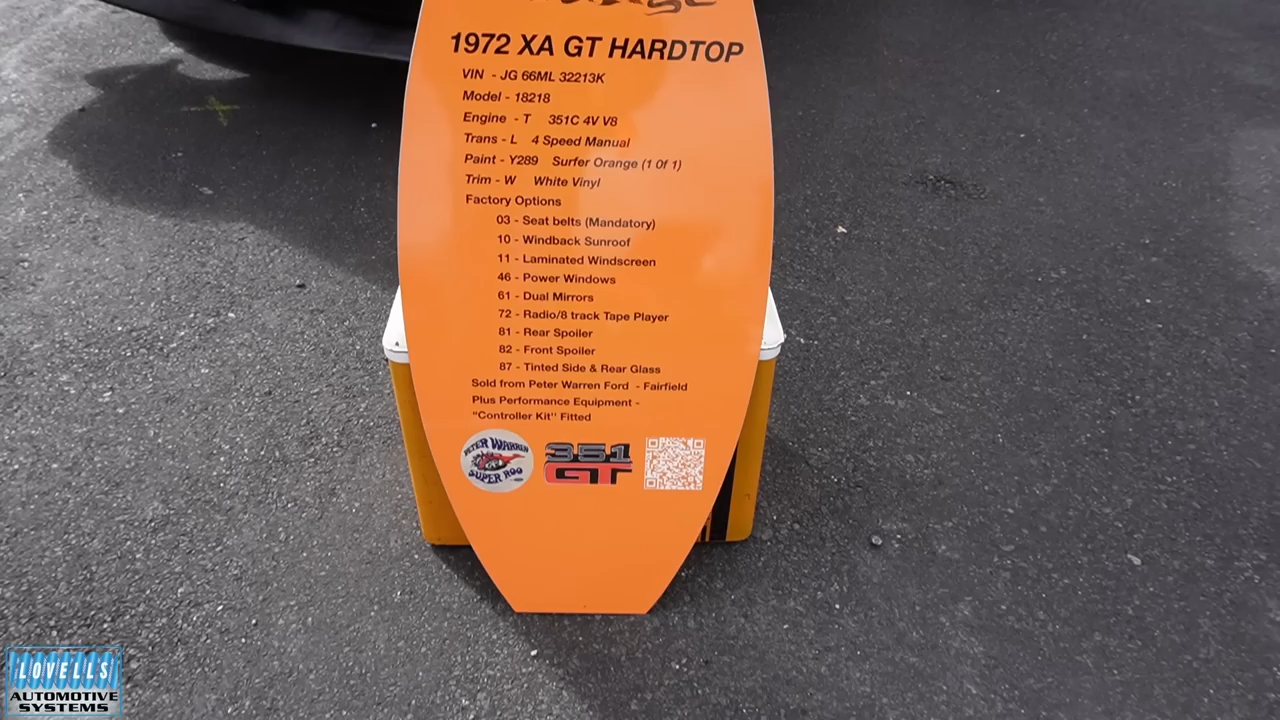 1972 XA GT HARDTOP
VIN - JG 66ML 32213K
Model - 18218
Engine - T 351C 4V V8
Trans - L 4 Speed Manual
Paint - Y289 Surfer Orange (1 Of 1)
Trim - W White Vinyl
Factory Options
03 - Seat belts (Mandatory)
10 - Windback Sunroof
11 - Laminated Windscreen
46 - Power Windows
61 - Dual Mirrors
72 - Radio/8 track Tape Player
81 - Rear Spoiler
82 - Front Spoiler
87 - Tinted Side & Rear Glass
Sold from Peter Warren Ford - Fairfield
Plus Performance Equipment -
"Controller Kit" Fitted
PETER WARREN
SUPER ROO
351
GT
LOVELLS
AUTOMOTIVE
SYSTEMS